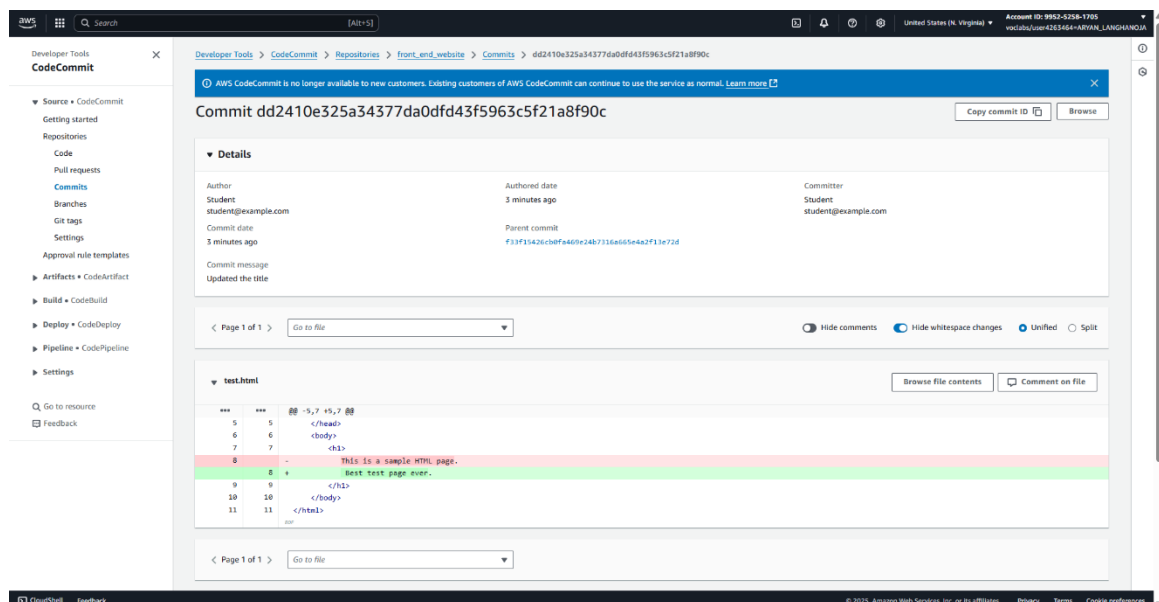 aws
Search
[Alt+S]
United States (N. Virginia)
Account ID: 9952-5258-1705
voclabs/user4263464=ARYAN_LANGHANOJA
Developer Tools
CodeCommit
Source • CodeCommit
Getting started
Repositories
Code
Pull requests
Commits
Branches
Git tags
Settings
Approval rule templates
Artifacts • CodeArtifact
Build • CodeBuild
Deploy • CodeDeploy
Pipeline • CodePipeline
Settings
Go to resource
Feedback
Developer Tools > CodeCommit > Repositories > front_end_website > Commits > dd2410e325a34377da0dfd43f5963c5f21a8f90c
AWS CodeCommit is no longer available to new customers. Existing customers of AWS CodeCommit can continue to use the service as normal. Learn more
Commit dd2410e325a34377da0dfd43f5963c5f21a8f90c
Copy commit ID
Browse
Details
Author
Student
student@example.com
Authored date
3 minutes ago
Committer
Student
student@example.com
Commit date
3 minutes ago
Parent commit
f33f15426cb0fa469e24b7316a665e4a2f13e72d
Commit message
Updated the title
< Page 1 of 1 >
Go to file
Hide comments
Hide whitespace changes
Unified
Split
test.html
Browse file contents
Comment on file
*** *** @@ -5,7 +5,7 @@
5 5 </head>
6 6 <body>
7 7 <h1>
8 - This is a sample HTML page.
8 + Best test page ever.
9 9 </h1>
10 10 </body>
11 11 </html>
< Page 1 of 1 >
Go to file
CloudShell Feedback
© 2025, Amazon Web Services, Inc. or its affiliates. Privacy Terms Cookie preferences